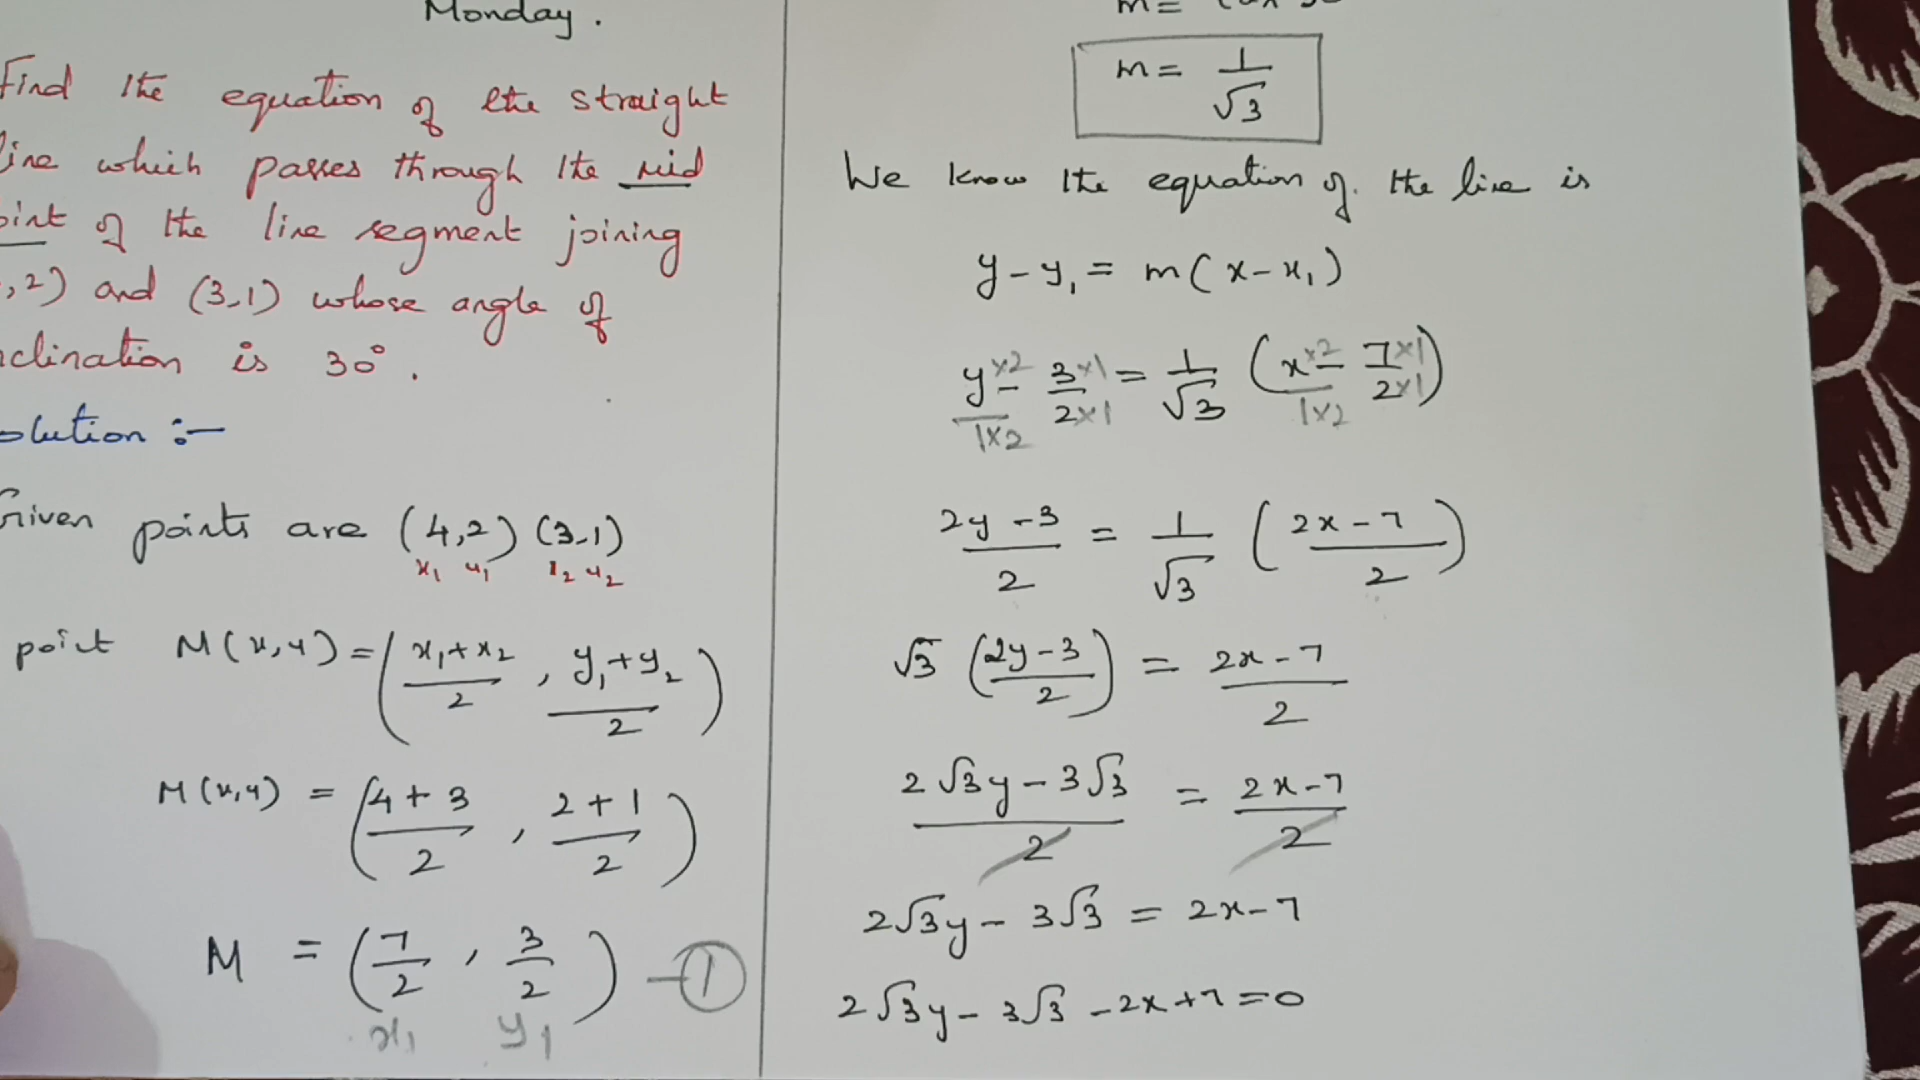 Monday.
Find the equation of the straight
line which passes through the mid
point of the line segment joining
,2) and (3,1) whose angle of
nclination is 30°.
olution :-
Given points are (4,2) (3,1)
x₁ y₁ x₂ y₂
point M(x,y) = ( x₁+x₂ / 2 , y₁+y₂ / 2 )
M(x,y) = ( 4+3 / 2 , 2+1 / 2 )
M = ( 7/2 , 3/2 ) - ①
x₁ y₁
m =
m = 1/√3
We know the equation of the line is
y - y₁ = m(x - x₁)
y×2/1×2 - 3×1/2×1 = 1/√3 ( x×2/1×2 - 7×1/2×1 )
2y-3 / 2 = 1/√3 ( 2x-7 / 2 )
√3 ( 2y-3 / 2 ) = 2x-7 / 2
2√3y - 3√3 / 2 = 2x-7 / 2
2√3y - 3√3 = 2x-7
2√3y - 3√3 - 2x + 7 = 0